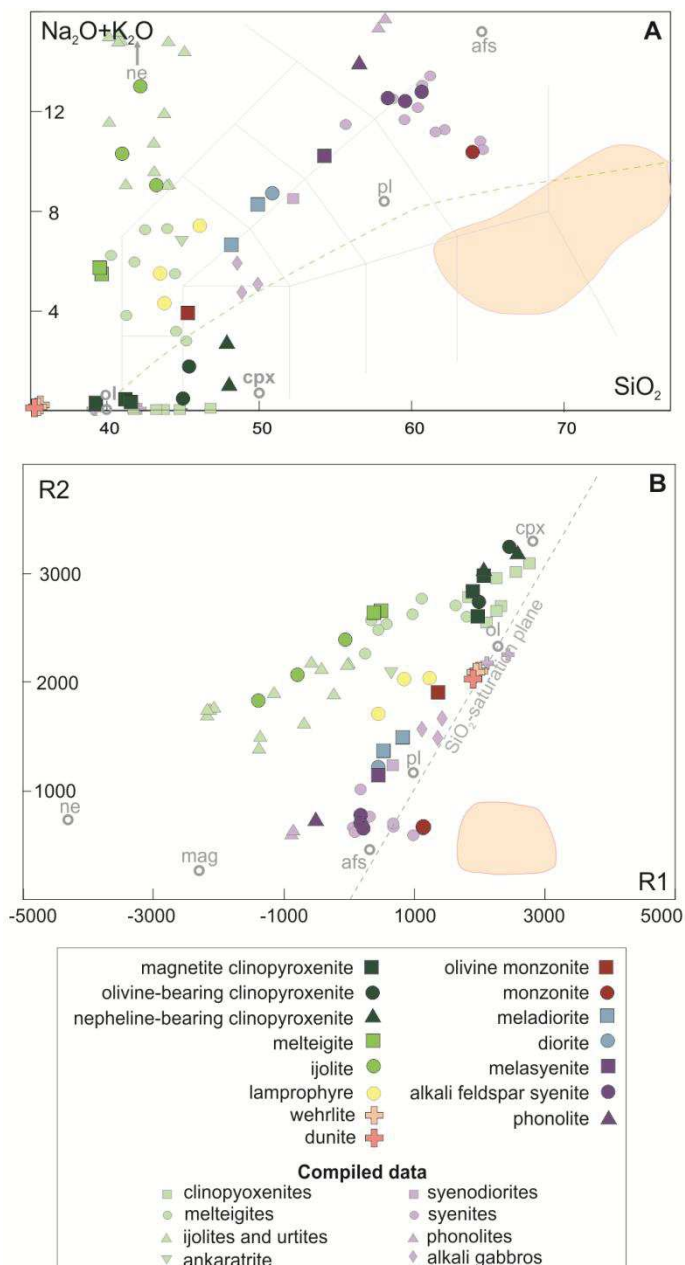 Na₂O+K₂O
A
ne
afs
12
8
pl
4
ol
cpx
SiO₂
40
50
60
70
R2
B
cpx
3000
ol
SiO₂-saturation plane
2000
pl
1000
ne
mag
afs
R1
-5000
-3000
-1000
1000
3000
5000
magnetite clinopyroxenite
olivine monzonite
olivine-bearing clinopyroxenite
monzonite
nepheline-bearing clinopyroxenite
meladiorite
melteigite
diorite
ijolite
melasyenite
lamprophyre
alkali feldspar syenite
wehrlite
phonolite
dunite
Compiled data
clinopyoxenites
syenodiorites
melteigites
syenites
ijolites and urtites
phonolites
ankaratrite
alkali gabbros